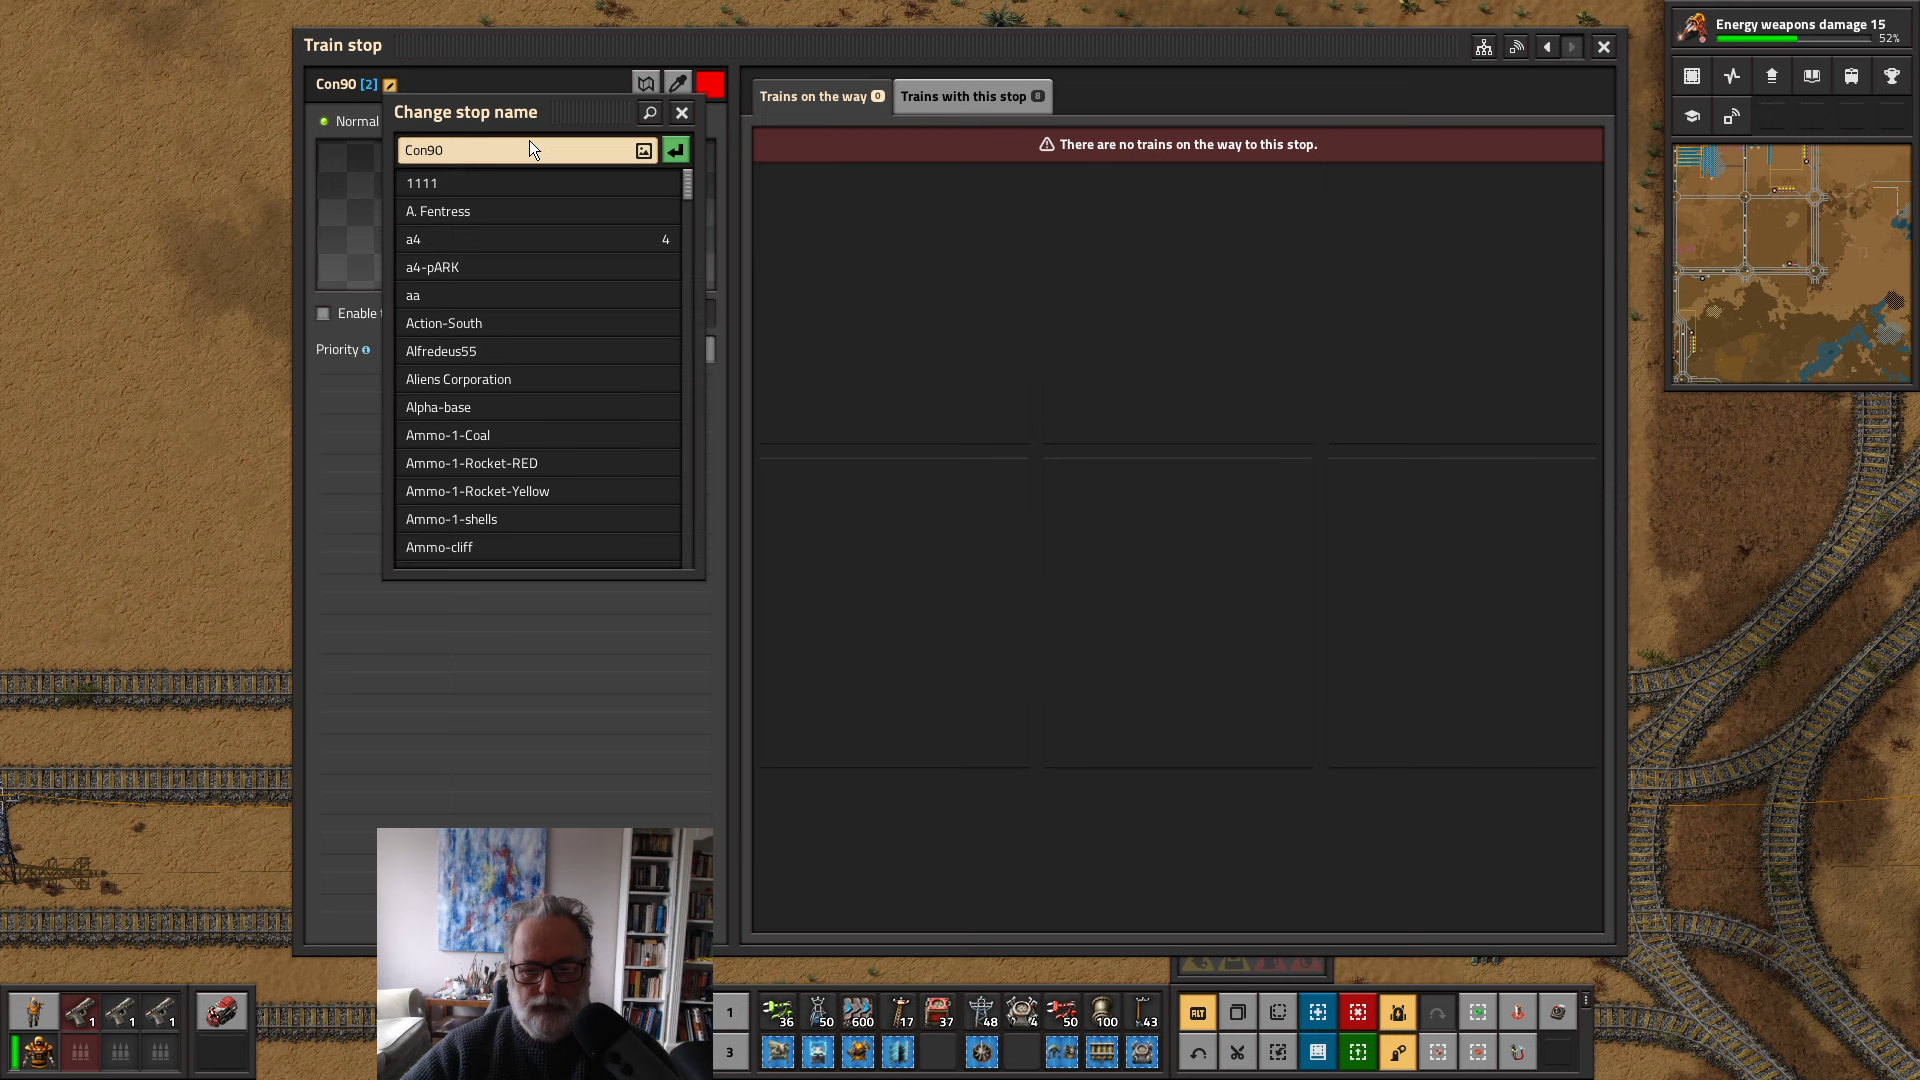 Train stop
Con90 [2]
Normal
Enable t
Priority
Change stop name
Con90
1111
A. Fentress
a4 4
a4-pARK
aa
Action-South
Alfredeus55
Aliens Corporation
Alpha-base
Ammo-1-Coal
Ammo-1-Rocket-RED
Ammo-1-Rocket-Yellow
Ammo-1-shells
Ammo-cliff
Trains on the way 0
Trains with this stop 8
There are no trains on the way to this stop.
Energy weapons damage 15
52%
1 1 1
1 36 50 600 17 37 48 4 50 100 43
3
ALT